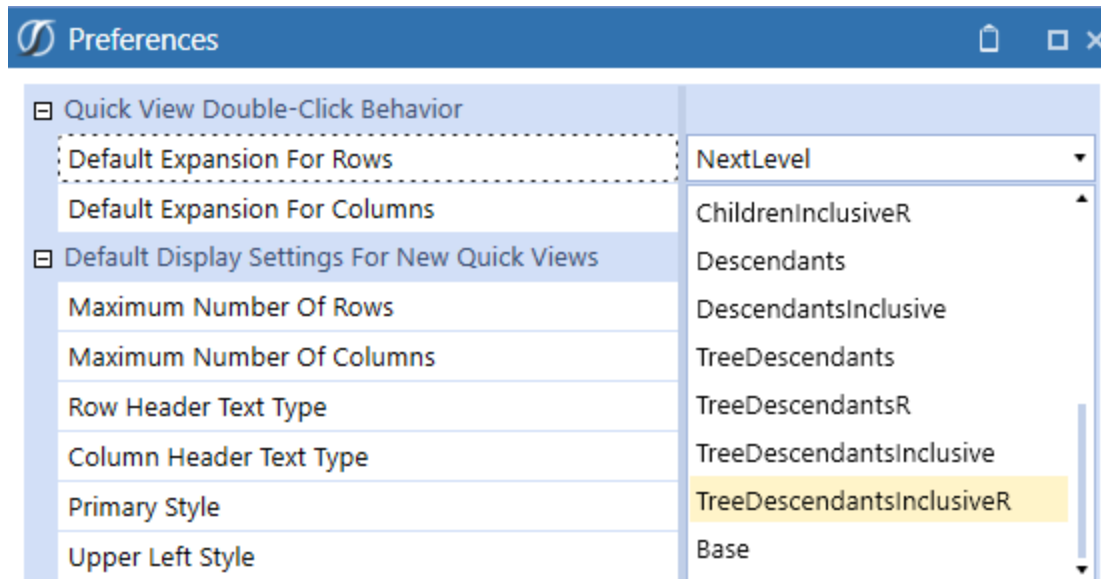 Preferences
Quick View Double-Click Behavior
Default Expansion For Rows NextLevel
Default Expansion For Columns ChildrenInclusiveR
Default Display Settings For New Quick Views Descendants
Maximum Number Of Rows DescendantsInclusive
Maximum Number Of Columns TreeDescendants
Row Header Text Type TreeDescendantsR
Column Header Text Type TreeDescendantsInclusive
Primary Style TreeDescendantsInclusiveR
Upper Left Style Base